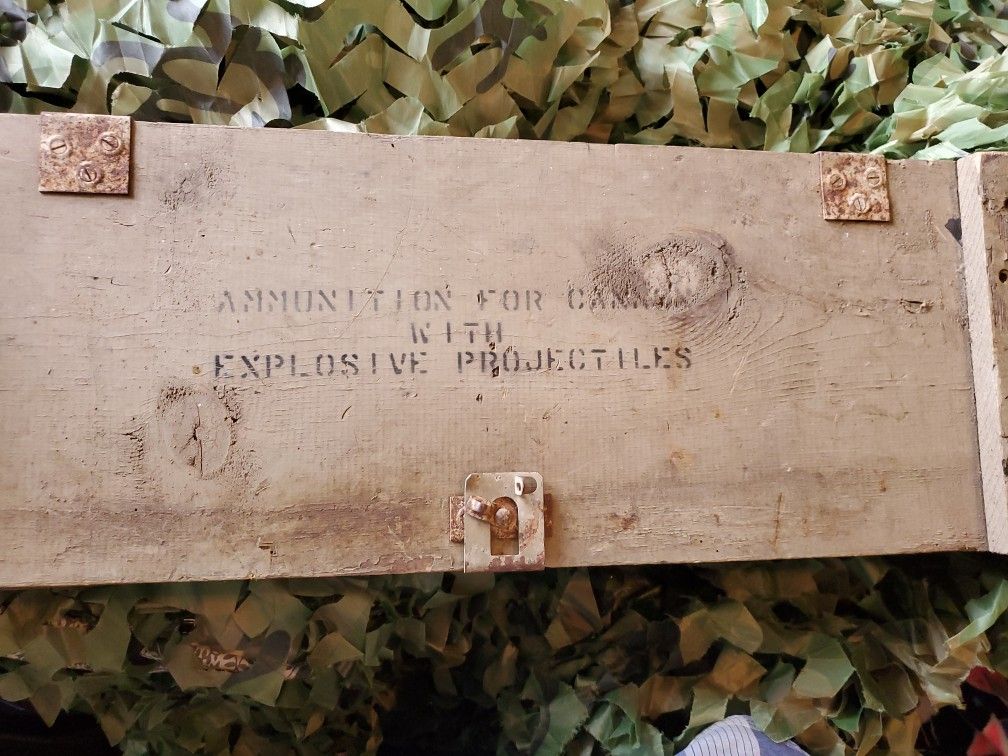 AMMUNITION FOR
WITH
EXPLOSIVE PROJECTILES